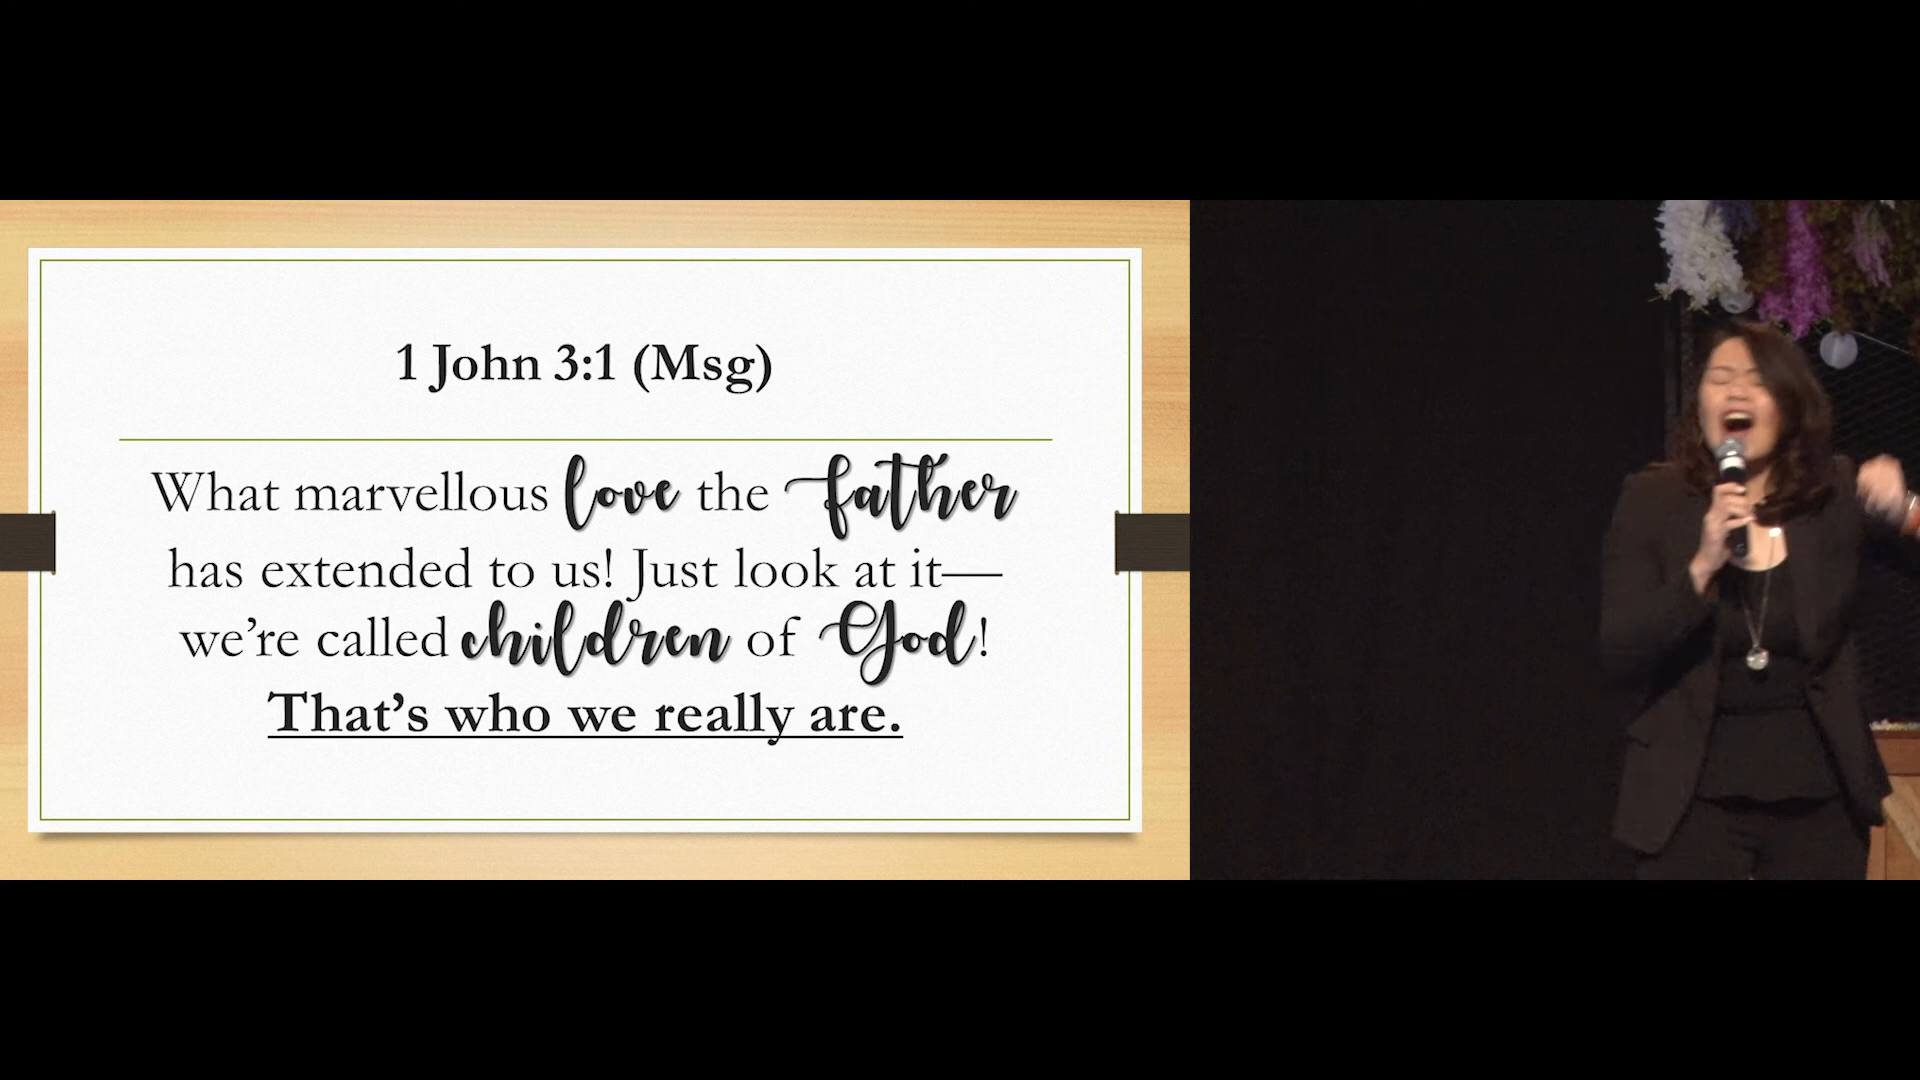 1 John 3:1 (Msg)
What marvellous love the Father
has extended to us! Just look at it—
we’re called children of God!
That’s who we really are.